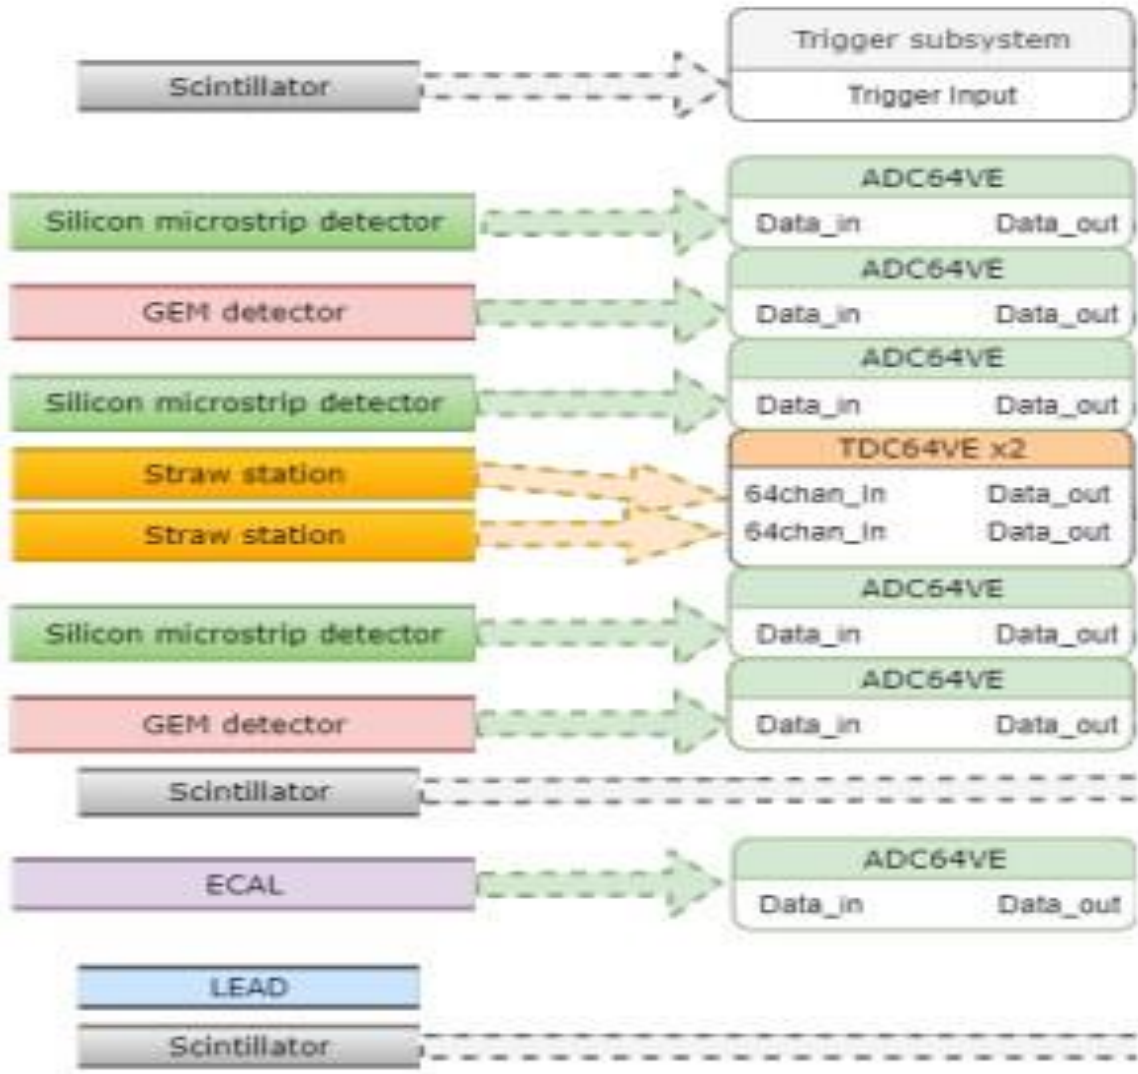 Trigger subsystem
Scintillator
Trigger Input
ADC64VE
Silicon microstrip detector
Data_in Data_out
ADC64VE
GEM detector
Data_in Data_out
ADC64VE
Silicon microstrip detector
Data_in Data_out
TDC64VE x2
Straw station
64chan_In Data_out
Straw station
64chan_In Data_out
ADC64VE
Silicon microstrip detector
Data_in Data_out
ADC64VE
GEM detector
Data_in Data_out
Scintillator
ADC64VE
ECAL
Data_in Data_out
LEAD
Scintillator